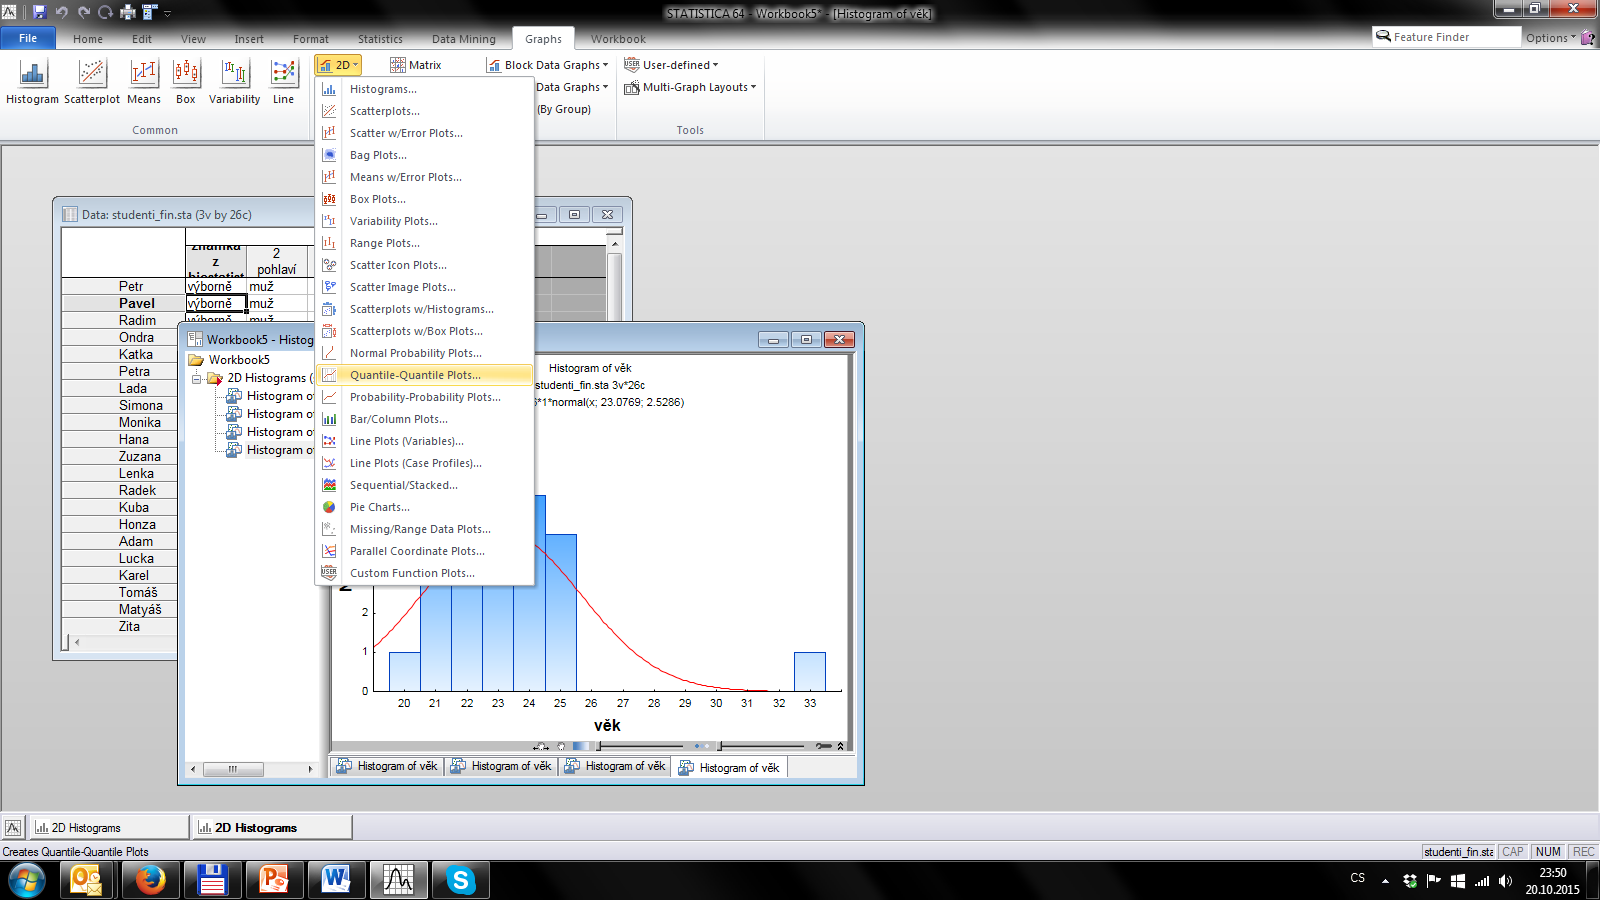 STATISTICA 64 - Workbook5* - [Histogram of věk]
File Home Edit View Insert Format Statistics Data Mining Graphs Workbook
Feature Finder Options
Histogram Scatterplot Means Box Variability Line
Common
2D Matrix Block Data Graphs User-defined
Data Graphs Multi-Graph Layouts
(By Group)
Tools
Histograms...
Scatterplots...
Scatter w/Error Plots...
Bag Plots...
Means w/Error Plots...
Box Plots...
Variability Plots...
Range Plots...
Scatter Icon Plots...
Scatter Image Plots...
Scatterplots w/Histograms...
Scatterplots w/Box Plots...
Normal Probability Plots...
Quantile-Quantile Plots...
Probability-Probability Plots...
Bar/Column Plots...
Line Plots (Variables)...
Line Plots (Case Profiles)...
Sequential/Stacked...
Pie Charts...
Missing/Range Data Plots...
Parallel Coordinate Plots...
Custom Function Plots...
USER
Data: studenti_fin.sta (3v by 26c)
známka
z
biostatist
2
pohlaví
Petr výborně muž
Pavel výborně muž
Radim výborně muž
Ondra
Katka
Petra
Lada
Simona
Monika
Hana
Zuzana
Lenka
Radek
Kuba
Honza
Adam
Lucka
Karel
Tomáš
Matyáš
Zita
Workbook5 - Histog
Workbook5
2D Histograms (
Histogram of
Histogram of
Histogram of
Histogram of
Histogram of věk
studenti_fin.sta 3v*26c
6*1*normal(x; 23.0769; 2.5286)
2
1
0
20 21 22 23 24 25 26 27 28 29 30 31 32 33
věk
Histogram of věk Histogram of věk Histogram of věk Histogram of věk
2D Histograms 2D Histograms
Creates Quantile-Quantile Plots
studenti_fin.sta CAP NUM REC
CS
23:50
20.10.2015